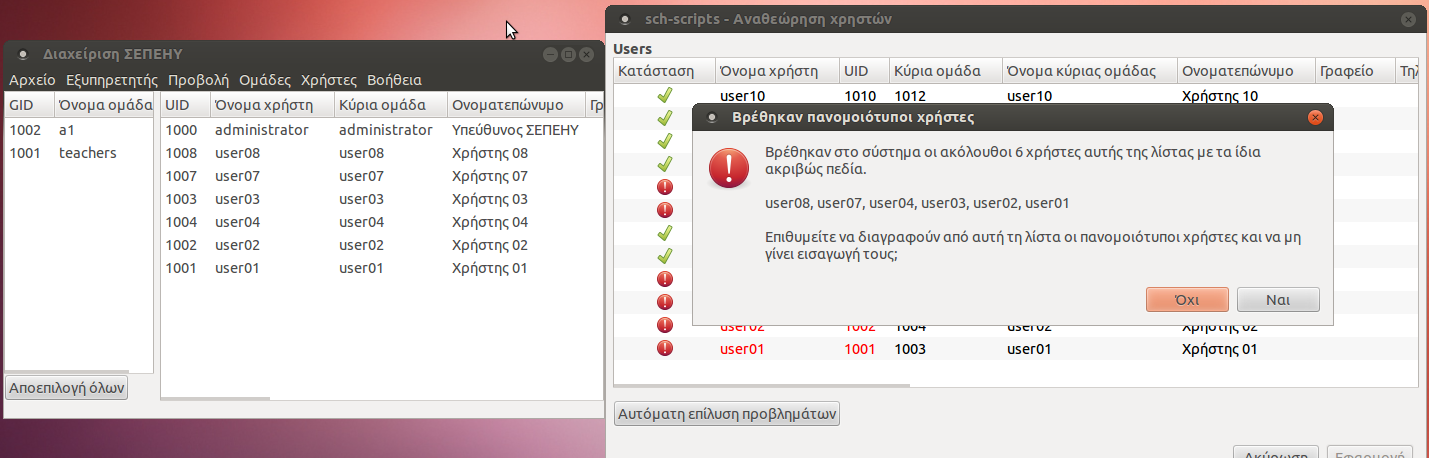 Διαχείριση ΣΕΠΕΗΥ
Αρχείο Εξυπηρετητής Προβολή Ομάδες Χρήστες Βοήθεια
GID Όνομα ομάδα
1002 a1
1001 teachers
Αποεπιλογή όλων
UID Όνομα χρήστη Κύρια ομάδα Ονοματεπώνυμο Γρ
1000 administrator administrator Υπεύθυνος ΣΕΠΕΗΥ
1008 user08 user08 Χρήστης 08
1007 user07 user07 Χρήστης 07
1003 user03 user03 Χρήστης 03
1004 user04 user04 Χρήστης 04
1002 user02 user02 Χρήστης 02
1001 user01 user01 Χρήστης 01
sch-scripts - Αναθεώρηση χρηστών
Users
Κατάσταση Όνομα χρήστη UID Κύρια ομάδα Όνομα κύριας ομάδας Ονοματεπώνυμο Γραφείο Τηλ
user10 1010 1012 user10 Χρήστης 10
Βρέθηκαν πανομοιότυποι χρήστες
Βρέθηκαν στο σύστημα οι ακόλουθοι 6 χρήστες αυτής της λίστας με τα ίδια
ακριβώς πεδία.
user08, user07, user04, user03, user02, user01
Επιθυμείτε να διαγραφούν από αυτή τη λίστα οι πανομοιότυποι χρήστες και να μη
γίνει εισαγωγή τους;
Όχι Ναι
user02 1002 1004 user02 Χρήστης 02
user01 1001 1003 user01 Χρήστης 01
Αυτόματη επίλυση προβλημάτων
Ακύρωση Εφαρμογή